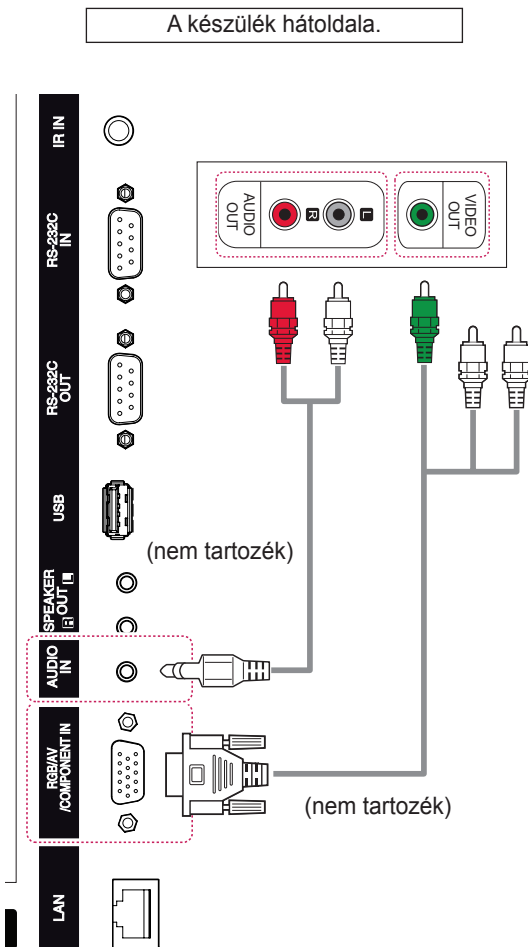 A készülék hátoldala.
IR IN
RS-232C
IN
RS-232C
OUT
USB
SPEAKER
R OUT L
AUDIO
IN
RGB/AV
/COMPONENT IN
LAN
AUDIO
OUT
R
L
VIDEO
OUT
(nem tartozék)
(nem tartozék)